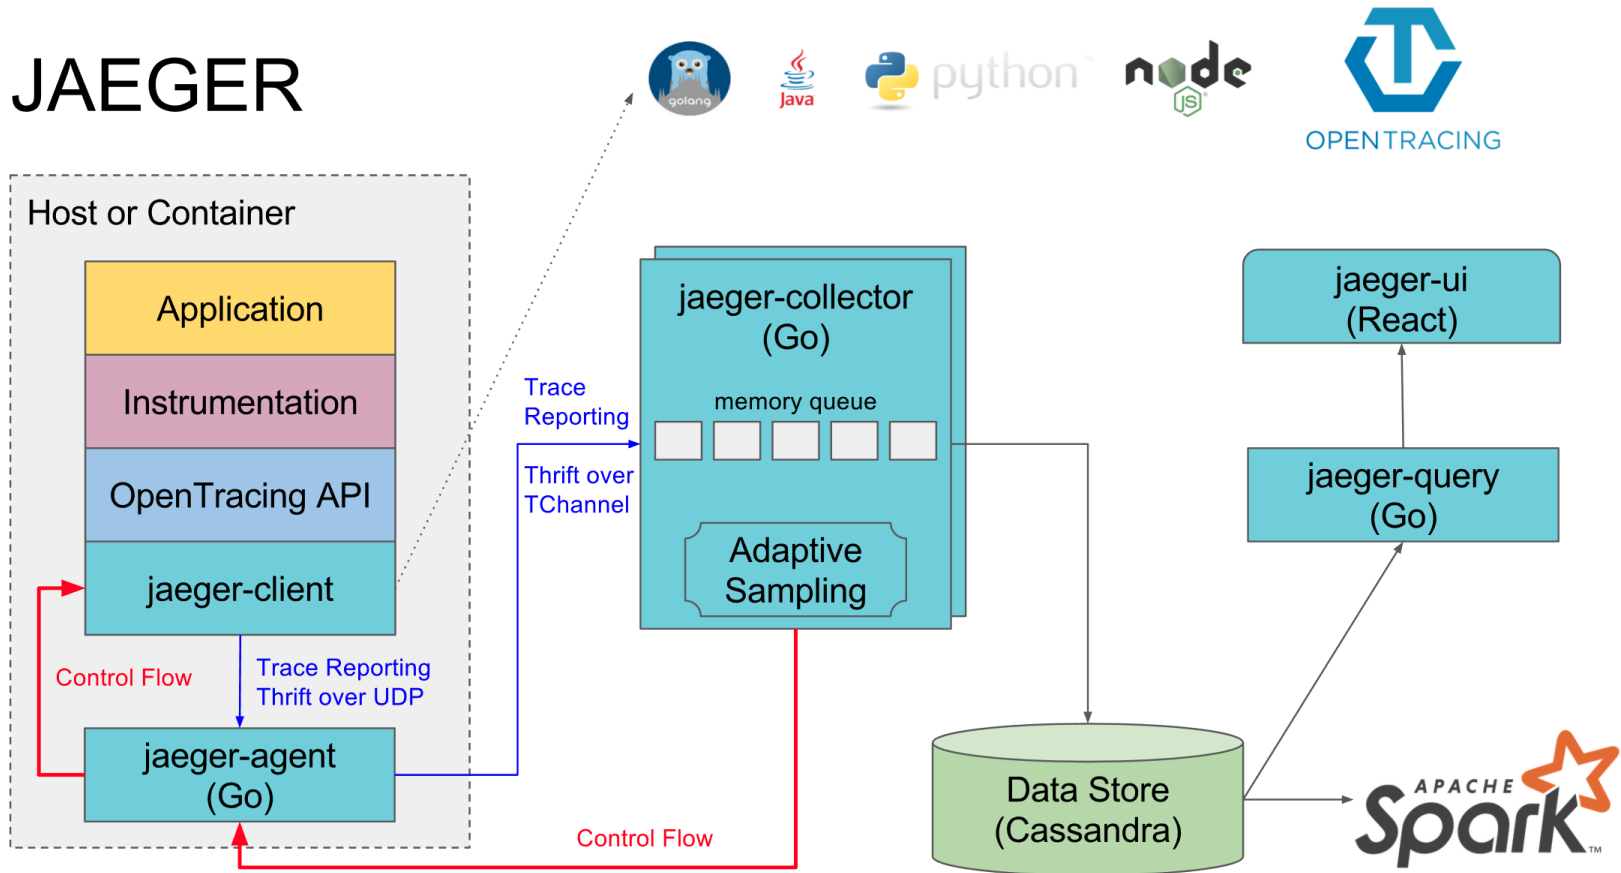 JAEGER
golang
Java
python™
node
JS
OPENTRACING
Host or Container
Application
Instrumentation
OpenTracing API
jaeger-client
Control Flow
Trace Reporting
Thrift over UDP
jaeger-agent
(Go)
Trace
Reporting
Thrift over
TChannel
jaeger-collector
(Go)
memory queue
Adaptive
Sampling
Control Flow
Data Store
(Cassandra)
jaeger-ui
(React)
jaeger-query
(Go)
APACHE
Spark™